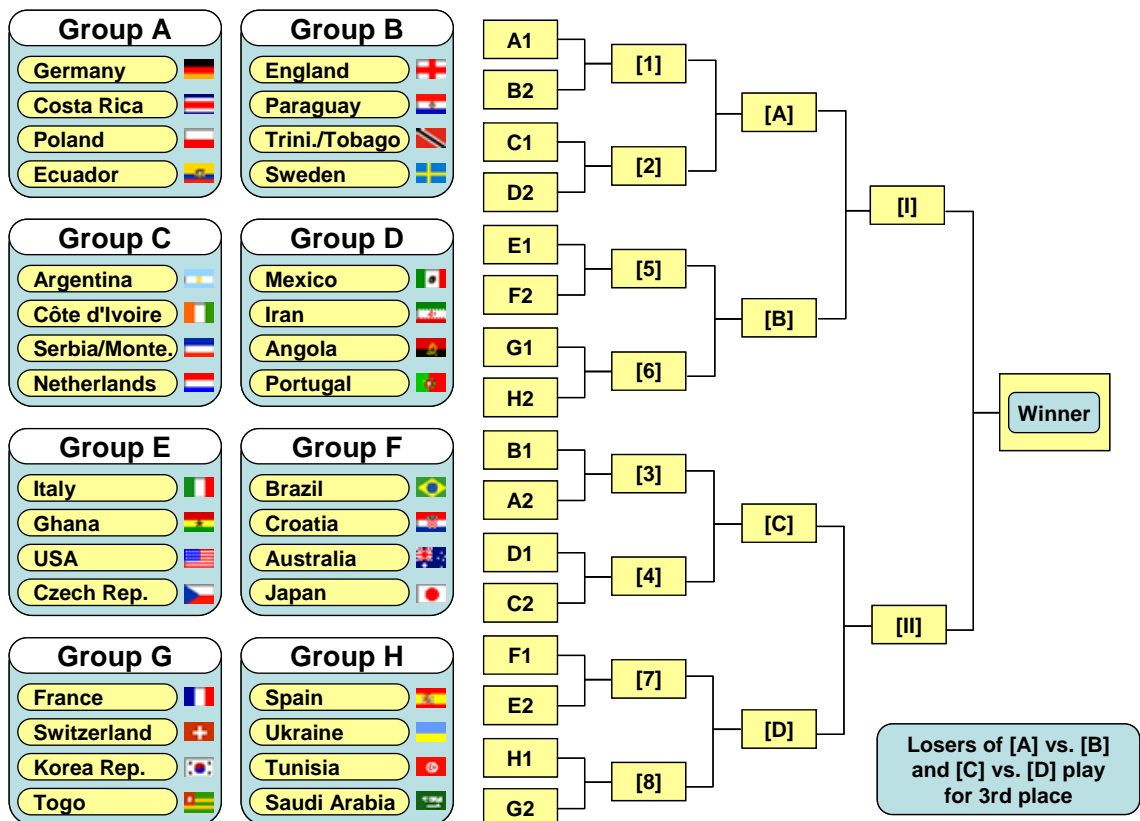 Group A
Germany
Costa Rica
Poland
Ecuador
Group B
England
Paraguay
Trini./Tobago
Sweden
Group C
Argentina
Côte d'Ivoire
Serbia/Monte.
Netherlands
Group D
Mexico
Iran
Angola
Portugal
Group E
Italy
Ghana
USA
Czech Rep.
Group F
Brazil
Croatia
Australia
Japan
Group G
France
Switzerland
Korea Rep.
Togo
Group H
Spain
Ukraine
Tunisia
Saudi Arabia
A1
B2
C1
D2
E1
F2
G1
H2
B1
A2
D1
C2
F1
E2
H1
G2
[1]
[2]
[5]
[6]
[3]
[4]
[7]
[8]
[A]
[B]
[C]
[D]
[I]
[II]
Winner
Losers of [A] vs. [B]
and [C] vs. [D] play
for 3rd place